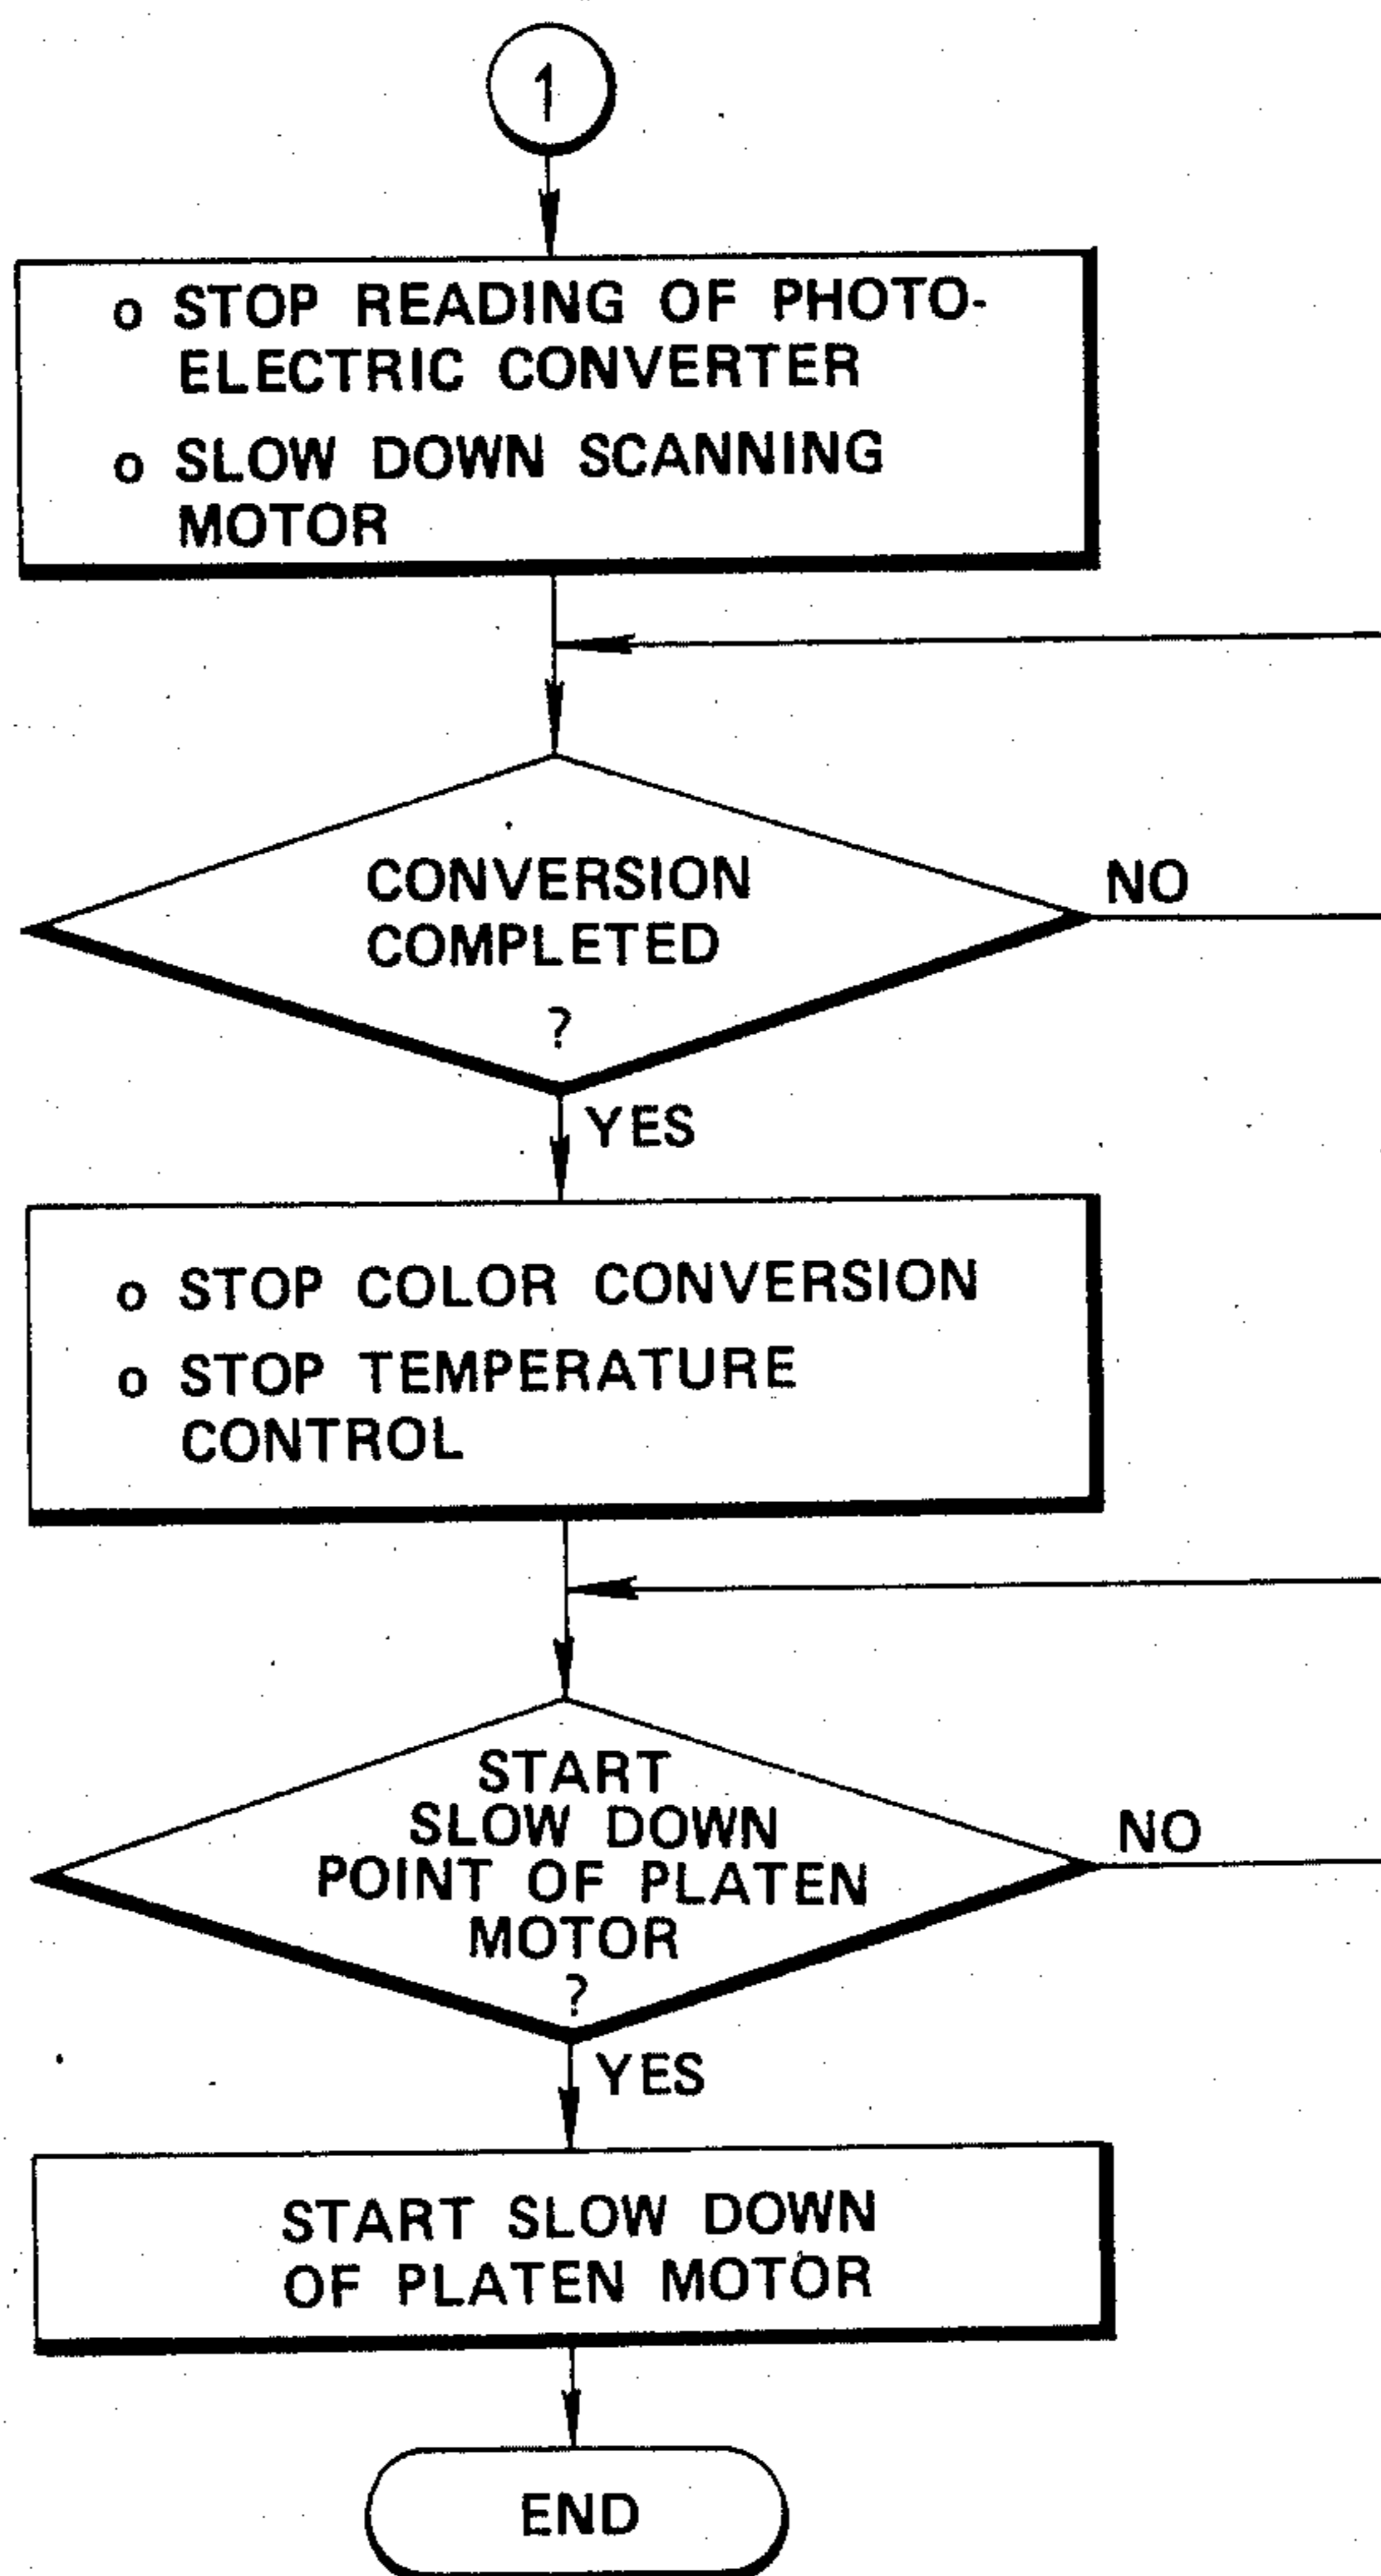 1
o STOP READING OF PHOTO-
ELECTRIC CONVERTER
o SLOW DOWN SCANNING
MOTOR
CONVERSION
COMPLETED
?
NO
YES
o STOP COLOR CONVERSION
o STOP TEMPERATURE
CONTROL
START
SLOW DOWN
POINT OF PLATEN
MOTOR
?
NO
YES
START SLOW DOWN
OF PLATEN MOTOR
END